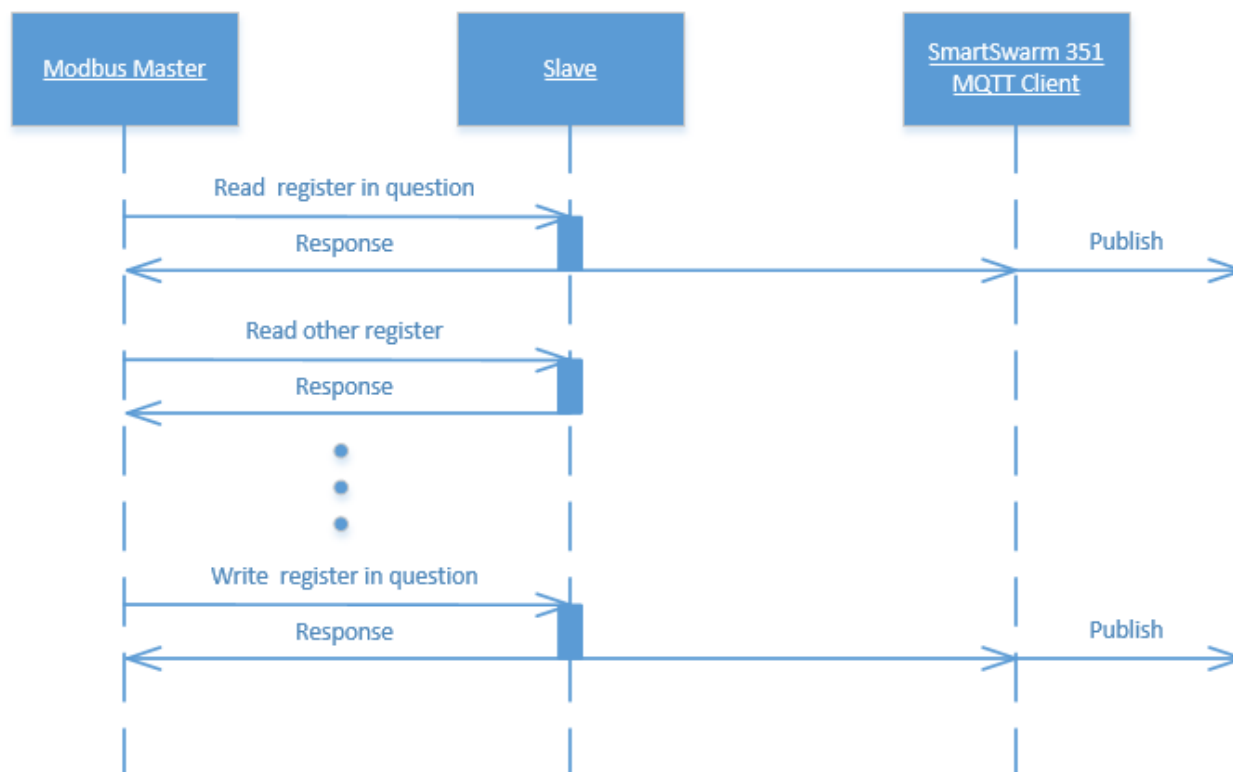 Modbus Master
Slave
SmartSwarm 351
MQTT Client
Read register in question
Response
Publish
Read other register
Response
Write register in question
Response
Publish